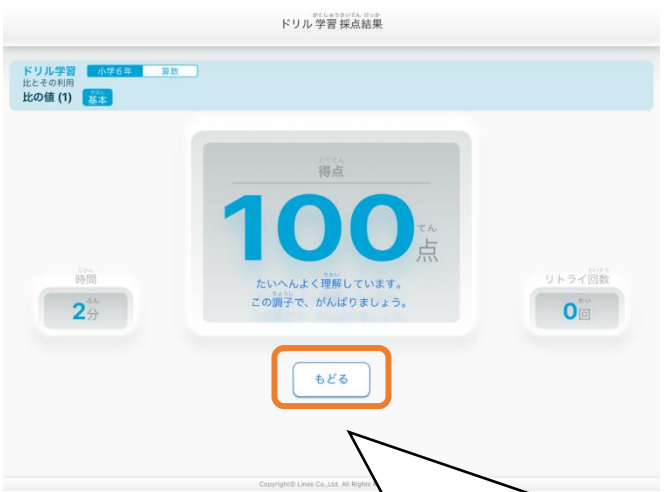 ドリル学習 採点結果
ドリル学習 小学6年 算数
比とその利用
比の値 (1) 基本
得点
100点
たいへんよく理解しています。
この調子で、がんばりましょう。
時間
2分
リトライ回数
0回
もどる
Copyright© Lines Co.,Ltd. All Rights